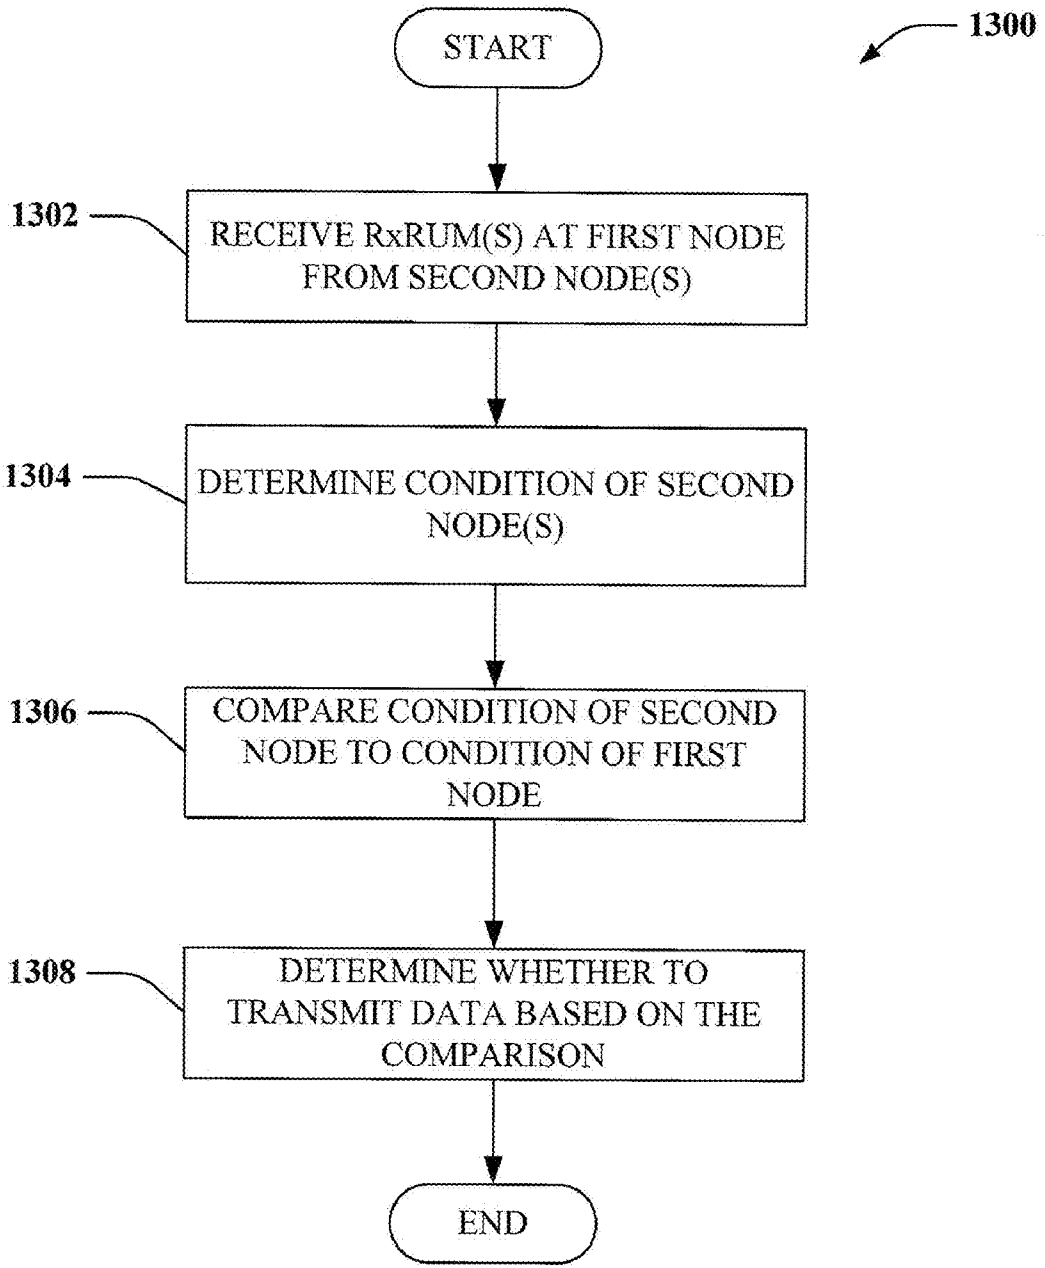 START
1300
1302
RECEIVE RxRUM(S) AT FIRST NODE
FROM SECOND NODE(S)
1304
DETERMINE CONDITION OF SECOND
NODE(S)
1306
COMPARE CONDITION OF SECOND
NODE TO CONDITION OF FIRST
NODE
1308
DETERMINE WHETHER TO
TRANSMIT DATA BASED ON THE
COMPARISON
END